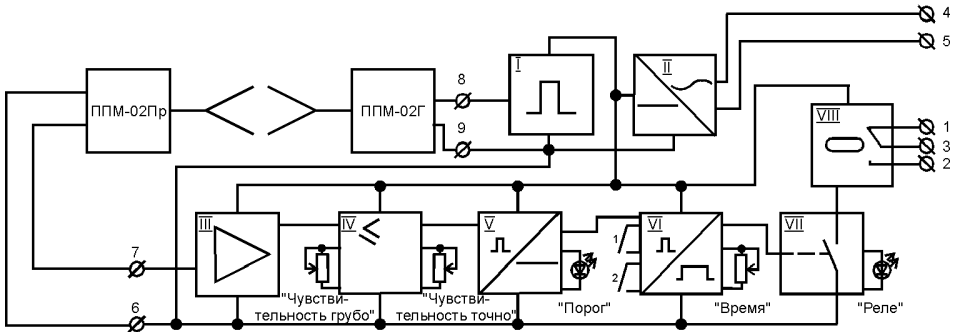 4
5
I
II
8
ППМ-02Пр
ППМ-02Г
VIII
9
1
3
2
III
IV
V
VI
VII
≤
1
7
2
"Чувстви-
тельность грубо"
"Чувстви-
тельность точно"
"Порог"
"Время"
"Реле"
6